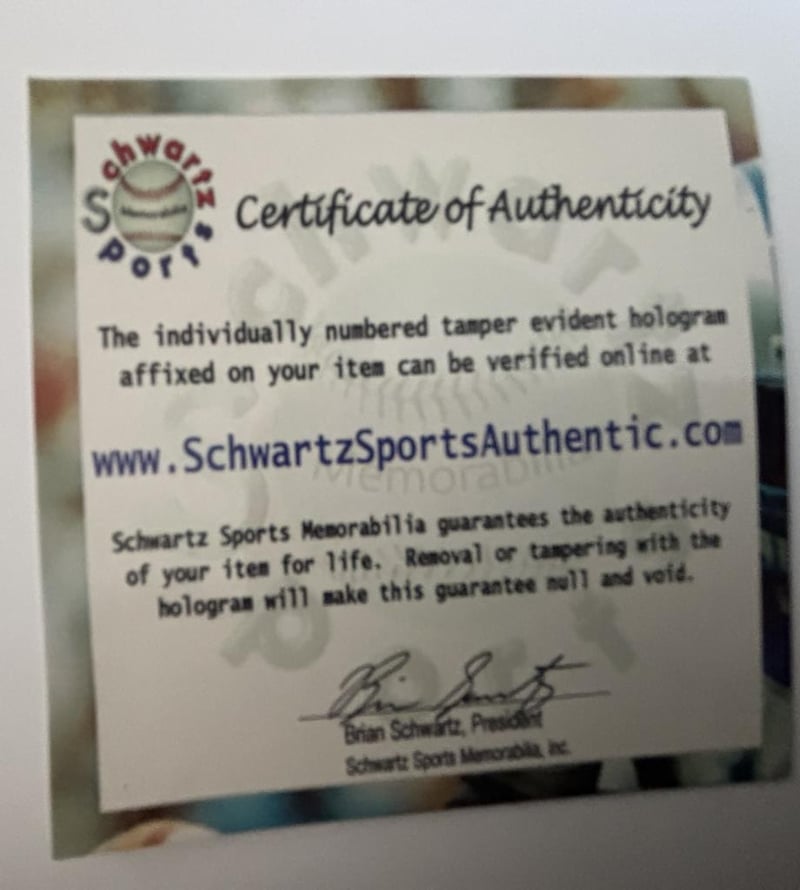 Schwartz Sports
Memorabilia
Certificate of Authenticity
The individually numbered tamper evident hologram
affixed on your item can be verified online at
www.SchwartzSportsAuthentic.com
Schwartz Sports Memorabilia guarantees the authenticity
of your item for life. Removal or tampering with the
hologram will make this guarantee null and void.
Brian Schwartz
Brian Schwartz, President
Schwartz Sports Memorabilia, Inc.